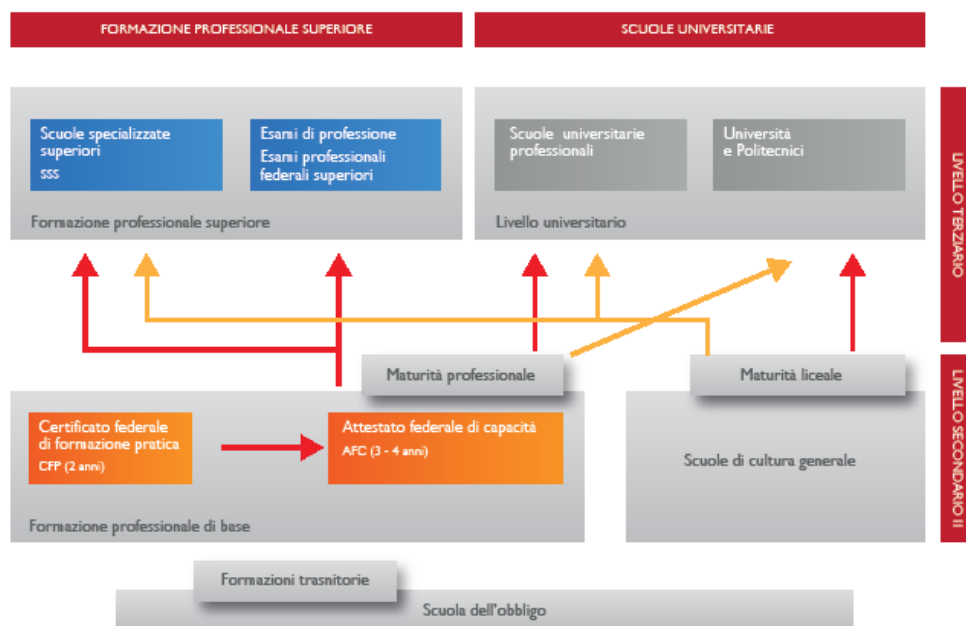 FORMAZIONE PROFESSIONALE SUPERIORE
SCUOLE UNIVERSITARIE
Scuole specializzate
superiori
SSS
Esami di professione
Esami professionali
federali superiori
Formazione professionale superiore
Scuole universitarie
professionali
Università
e Politecnici
Livello universitario
LIVELLO TERZIARIO
Maturità professionale
Maturità liceale
Certificato federale
di formazione pratica
CFP (2 anni)
Attestato federale di capacità
AFC (3 - 4 anni)
Formazione professionale di base
Scuole di cultura generale
LIVELLO SECONDARIO II
Formazioni trasnitorie
Scuola dell'obbligo